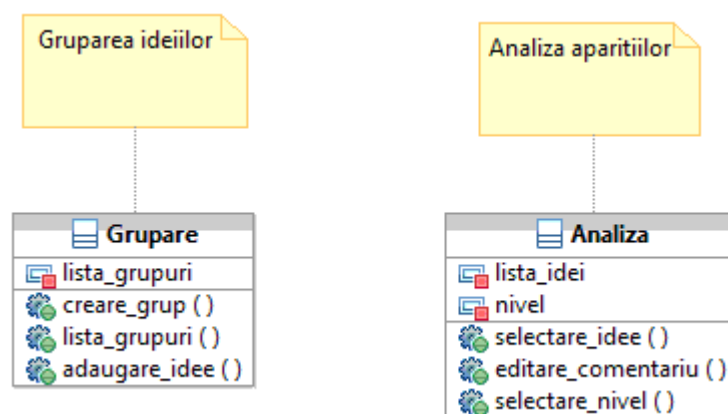 Gruparea ideiilor
Analiza aparitiilor
Grupare
lista_grupuri
creare_grup ( )
lista_grupuri ( )
adaugare_idee ( )
Analiza
lista_idei
nivel
selectare_idee ( )
editare_comentariu ( )
selectare_nivel ( )